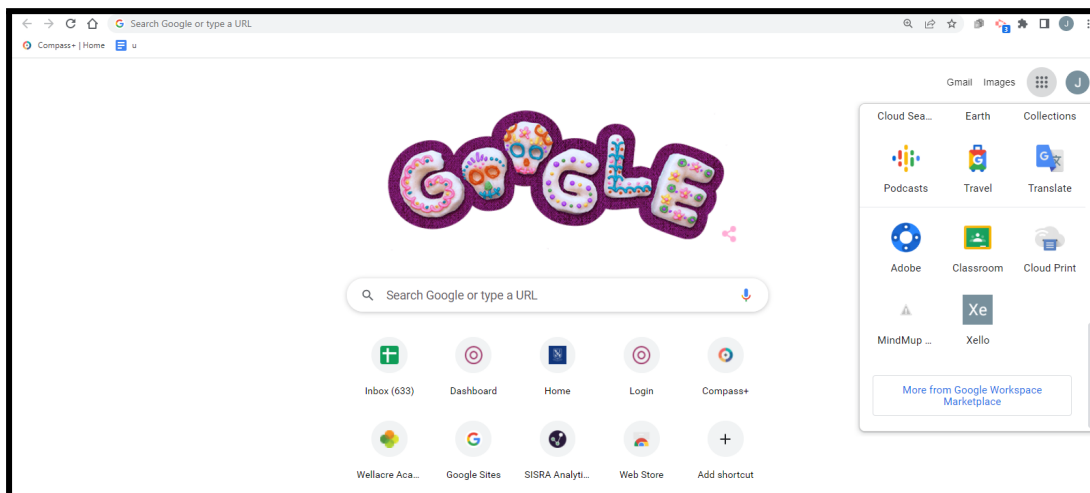 G Search Google or type a URL
3
J
Compass+ | Home
u
Gmail Images
J
GOOGLE
Cloud Sea... Earth Collections
G
G
Podcasts Travel Translate
Adobe Classroom Cloud Print
Xe
MindMup ... Xello
More from Google Workspace
Marketplace
Search Google or type a URL
Inbox (633) Dashboard Home Login Compass+
G
Wellacre Aca... Google Sites SISRA Analyti... Web Store Add shortcut